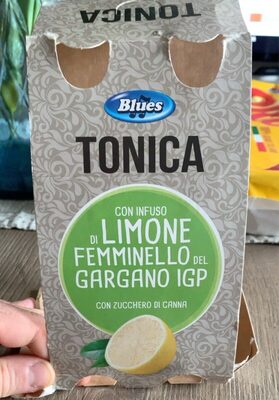 TONICA
Blues
TONICA
CON INFUSO
DI LIMONE
FEMMINELLO DEL
GARGANO IGP
CON ZUCCHERO DI CANNA